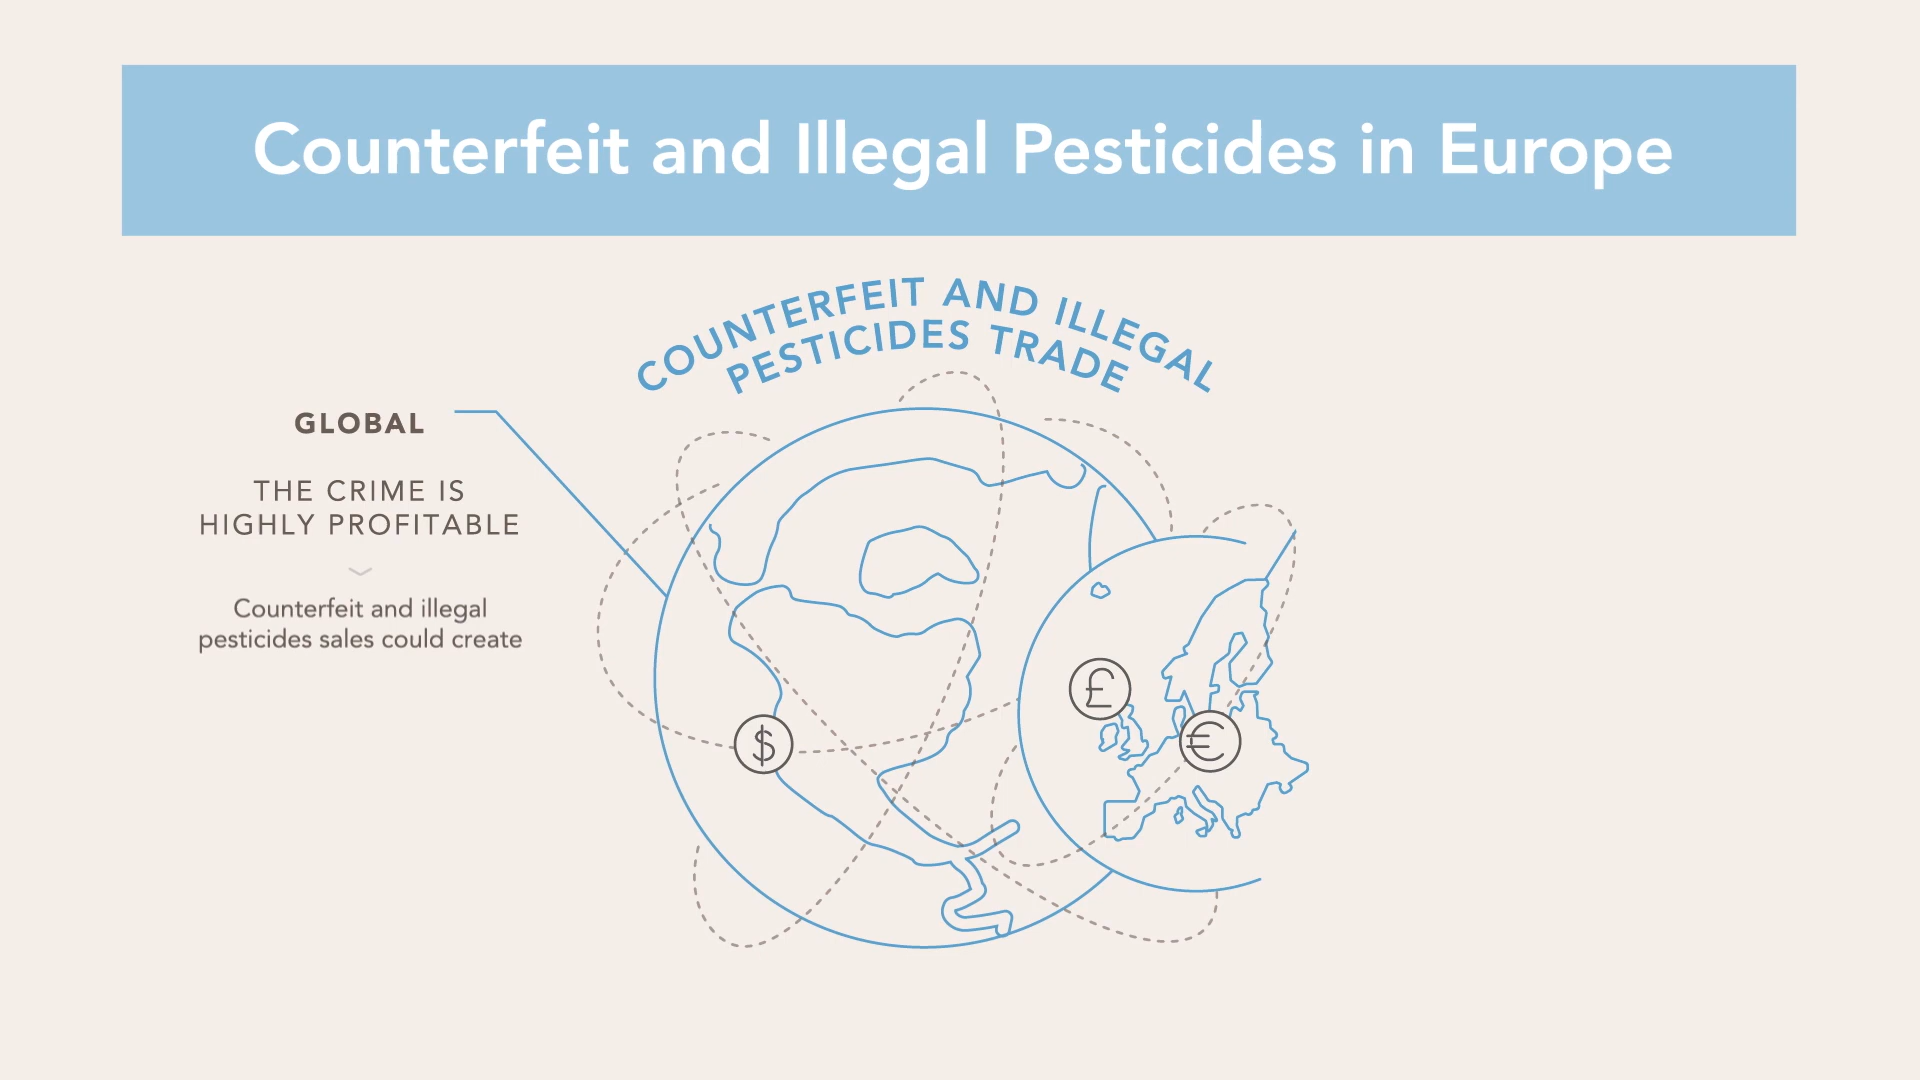 Counterfeit and Illegal Pesticides in Europe
COUNTERFEIT AND ILLEGAL
PESTICIDES TRADE
GLOBAL
THE CRIME IS
HIGHLY PROFITABLE
Counterfeit and illegal
pesticides sales could create
$
£
€